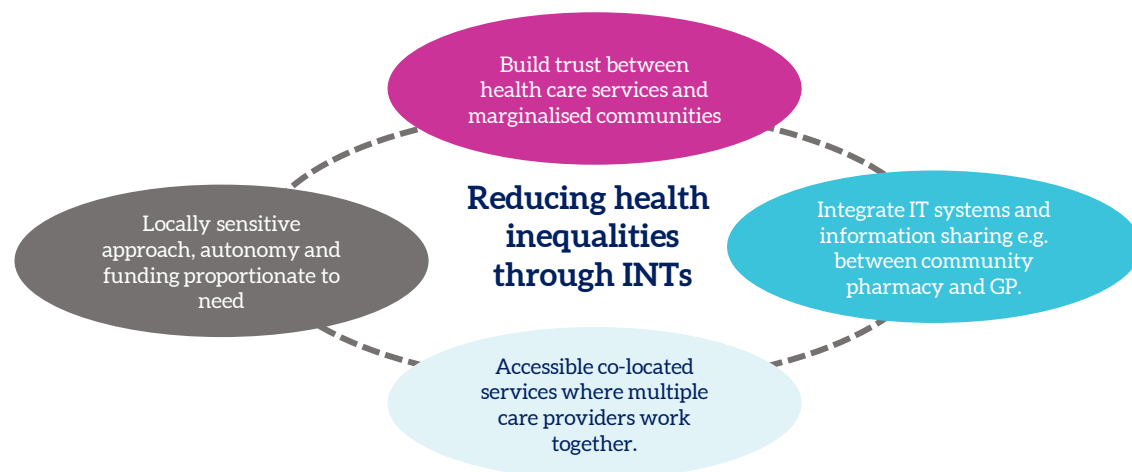 Build trust between
health care services and
marginalised communities
Reducing health
inequalities
through INTs
Locally sensitive
approach, autonomy and
funding proportionate to
need
Integrate IT systems and
information sharing e.g.
between community
pharmacy and GP.
Accessible co-located
services where multiple
care providers work
together.